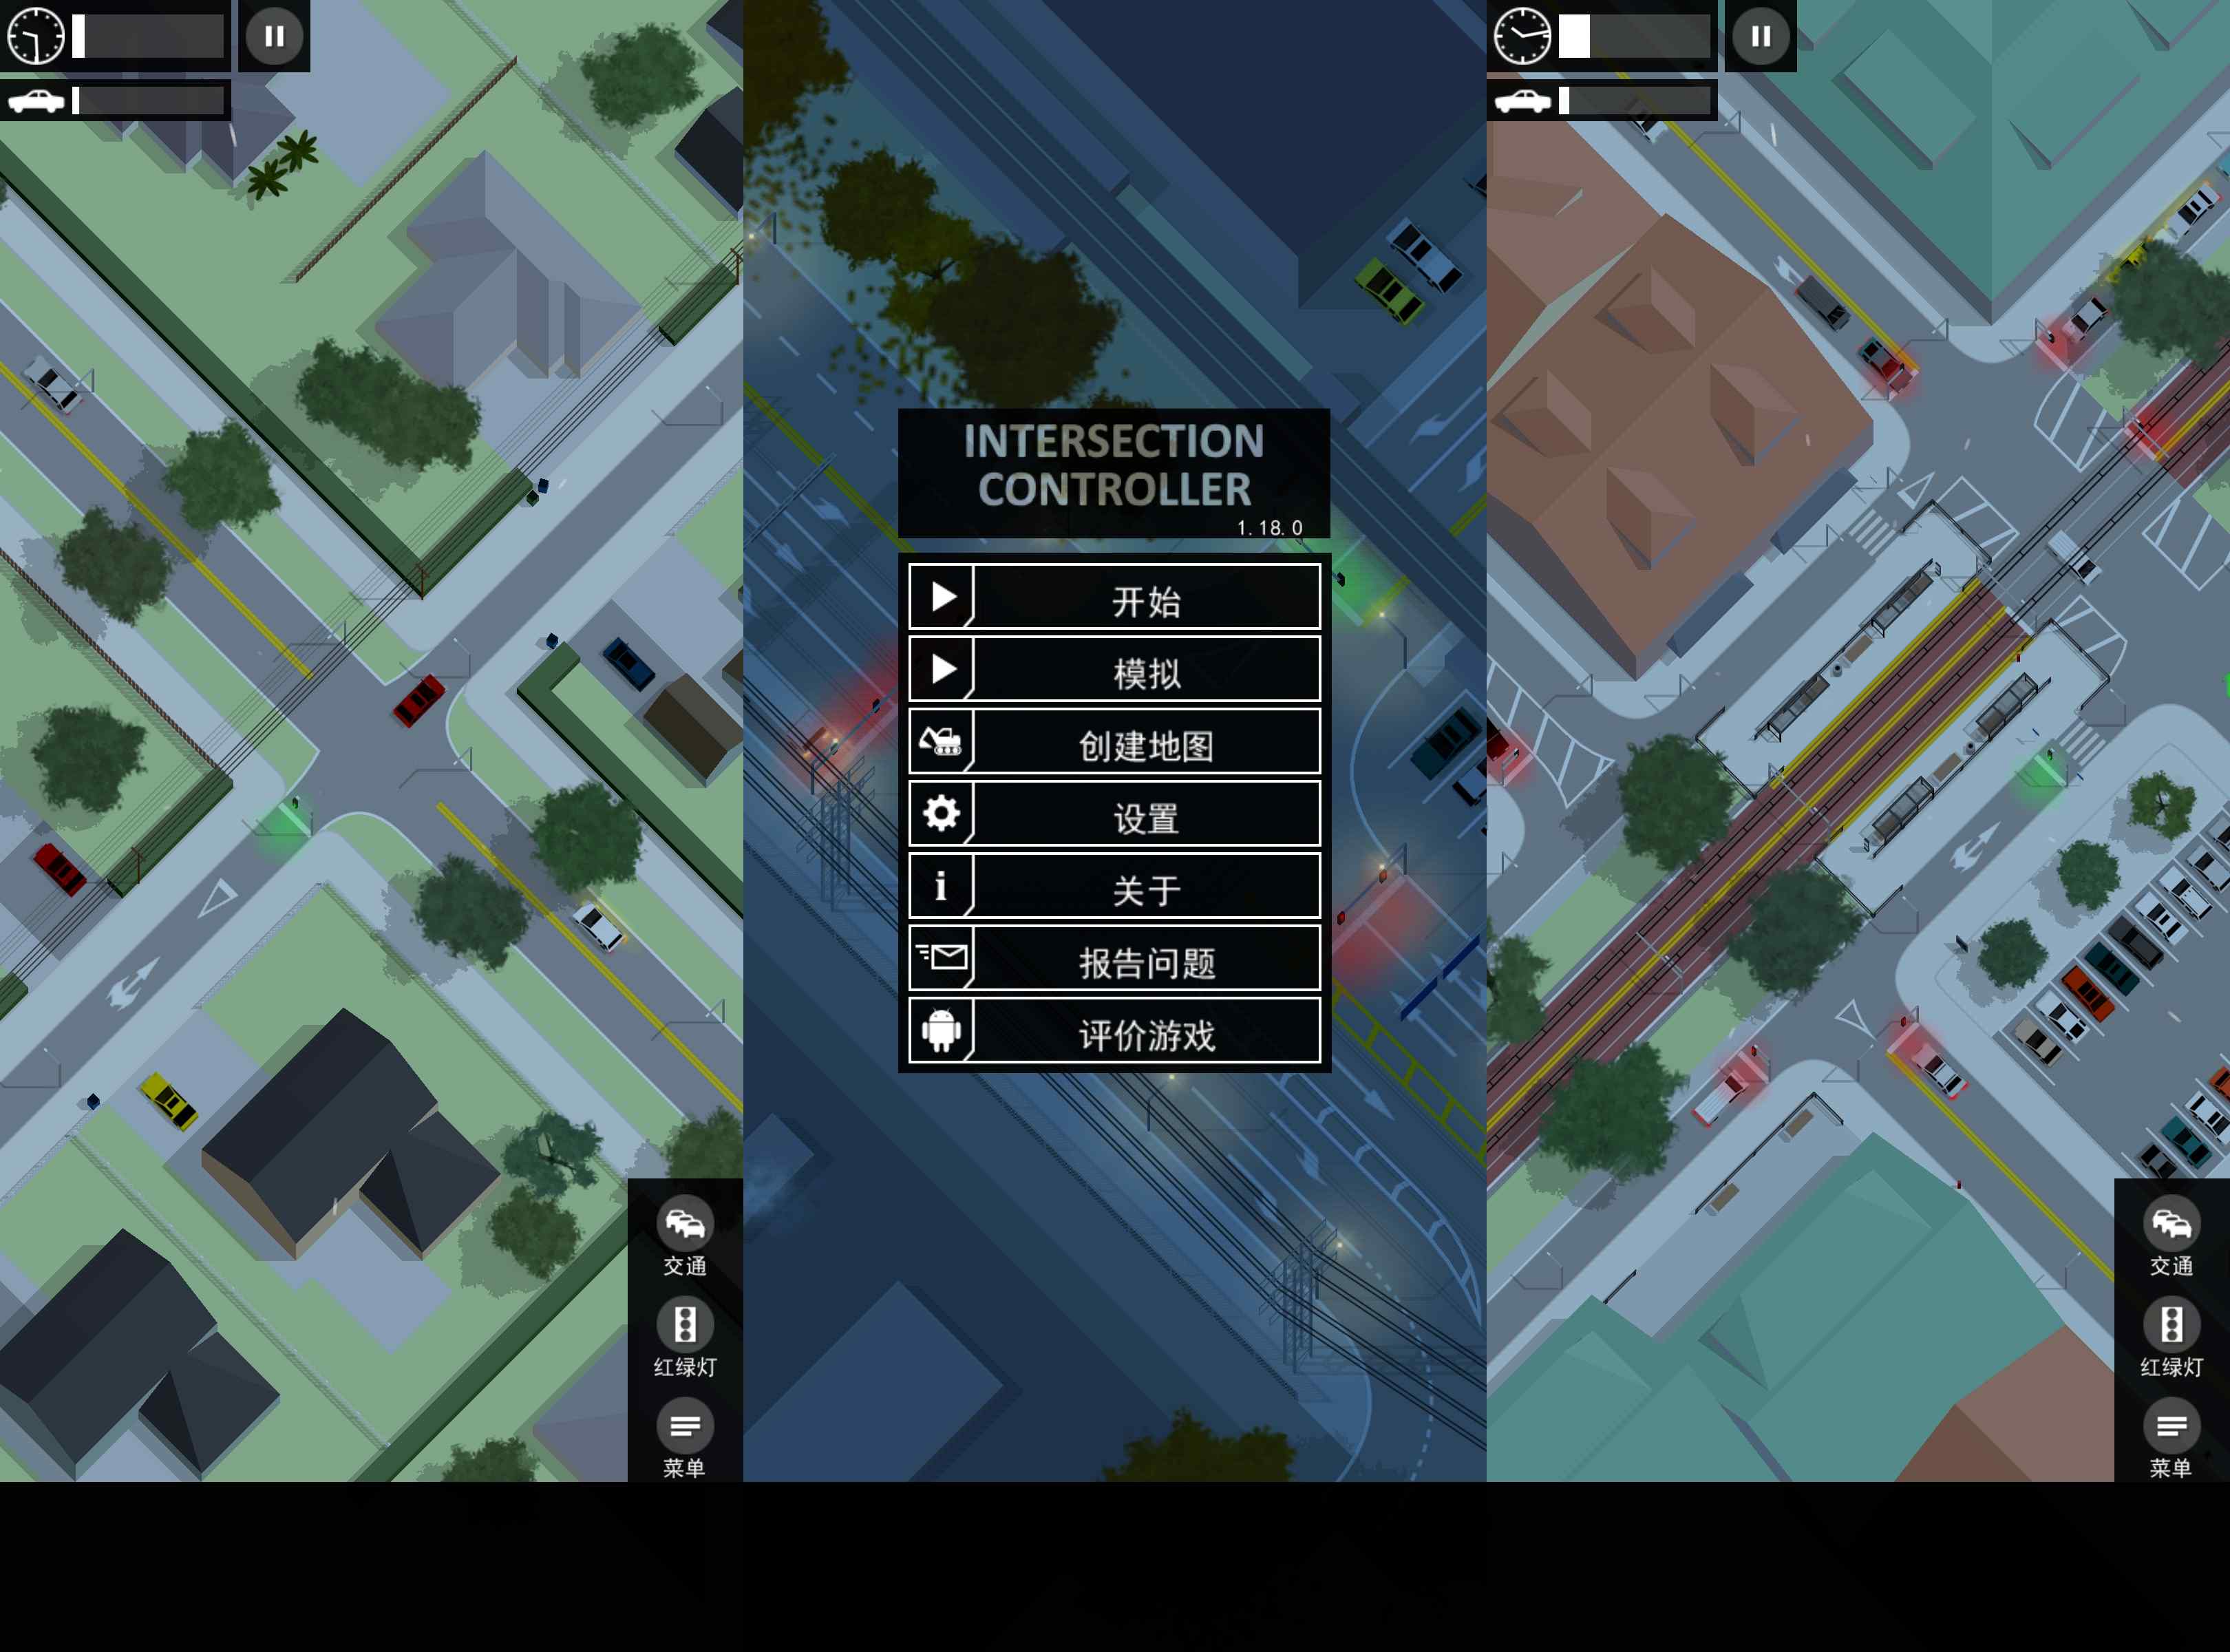 交通
红绿灯
菜单
INTERSECTION
CONTROLLER
1.18.0
开始
模拟
创建地图
设置
关于
报告问题
评价游戏
交通
红绿灯
菜单